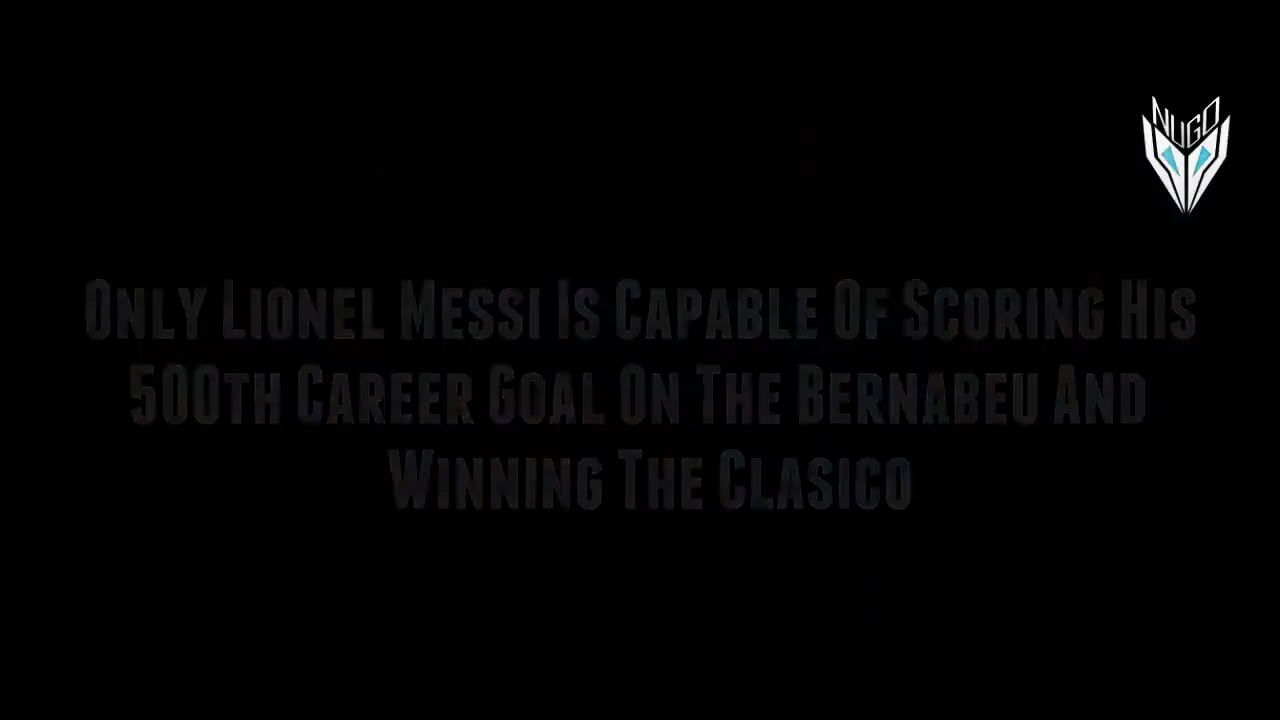 NUGO
Only Lionel Messi Is Capable Of Scoring His
500th Career Goal On The Bernabeu And
Winning The Clasico